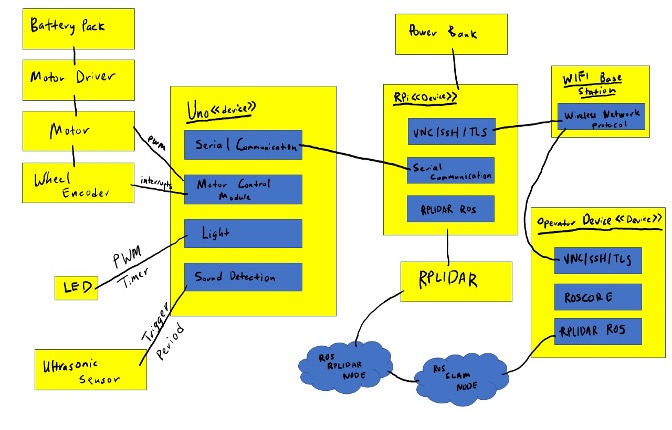 Battery Pack
Motor Driver
Motor
Wheel
Encoder
PWM
interrupts
Uno <<device>>
Serial Communication
Motor Control
Module
Light
Sound Detection
LED
PWM
Timer
Ultrasonic
Sensor
Trigger
Period
Power Bank
RPi <<Device>>
VNC/SSH/TLS
Serial
Communication
RPLIDAR ROS
RPLIDAR
ROS
RPLIDAR
NODE
ROS
SLAM
NODE
WIFI Base
Station
Wireless Network
Protocol
Operator Device <<Device>>
VNC/SSH/TLS
ROSCORE
RPLIDAR ROS